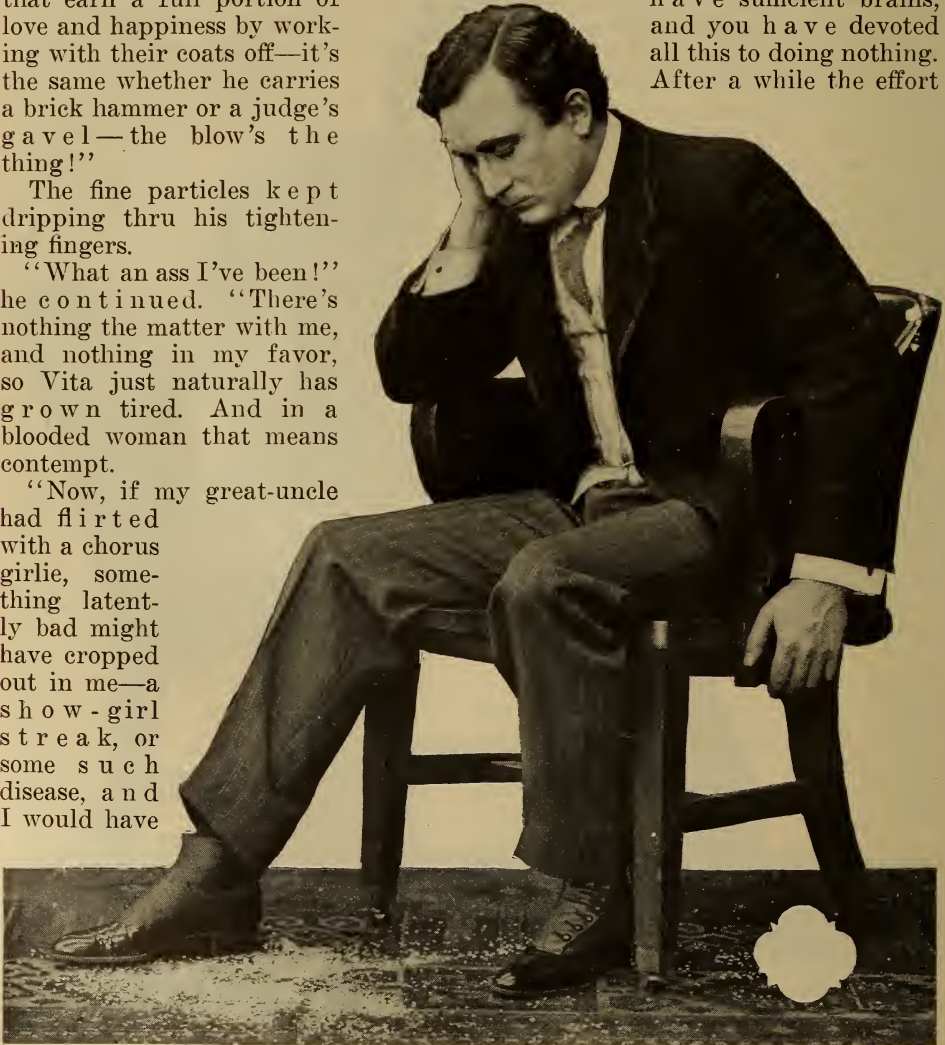 that earn a full portion of
love and happiness by work-
ing with their coats off—it's
the same whether he carries
a brick hammer or a judge's
gavel—the blow's the
thing!"
The fine particles kept
dripping thru his tighten-
ing fingers.
"What an ass I've been!"
he continued. "There's
nothing the matter with me,
and nothing in my favor,
so Vita just naturally has
grown tired. And in a
blooded woman that means
contempt.
"Now, if my great-uncle
had flirted
with a chorus
girlie, some-
thing latent-
ly bad might
have cropped
out in me—a
show-girl
streak, or
some such
disease, and
I would have
have sufficient brains,
and you have devoted
all this to doing nothing.
After a while the effort